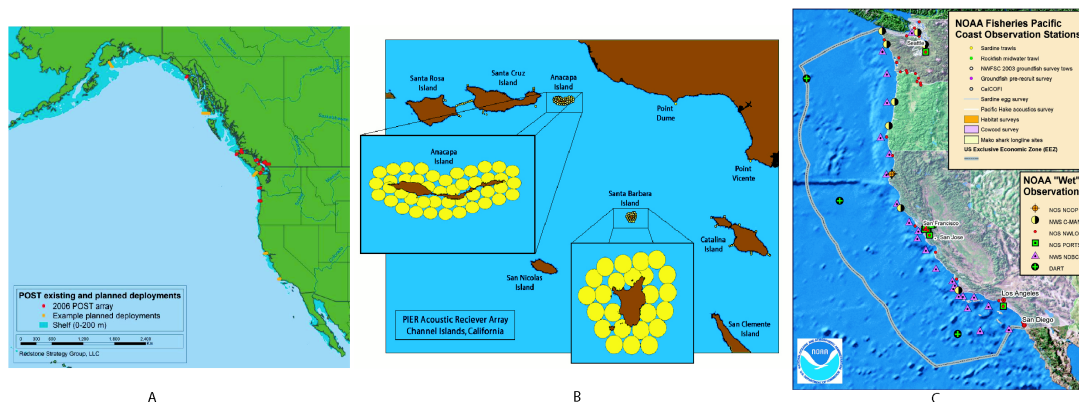 POST existing and planned deployments
2006 POST array
Example planned deployments
Shelf (0-200 m)
Redstone Strategy Group, LLC
A
Santa Rosa
Island
Santa Cruz
Island
Anacapa
Island
Point
Dume
Anacapa
Island
Point
Vicente
Santa Barbara
Island
Catalina
Island
San Nicolas
Island
San Clemente
Island
PIER Acoustic Reciever Array
Channel Islands, California
B
NOAA Fisheries Pacific
Coast Observation Stations
Sardine trawls
Rockfish midwater trawl
NWFSC 2003 groundfish survey tows
Groundfish pre-recruit survey
CalCOFI
Sardine egg survey
Pacific Hake acoustics survey
Habitat surveys
Cowcod survey
Mako shark longline sites
US Exclusive Economic Zone (EEZ)
NOAA "Wet"
Observation
NOS NCOP
NWS C-MAN
NOS NWLO
NOS PORTS
NWS NDBC
DART
Seattle
San Francisco
San Jose
Los Angeles
San Diego
NOAA
C